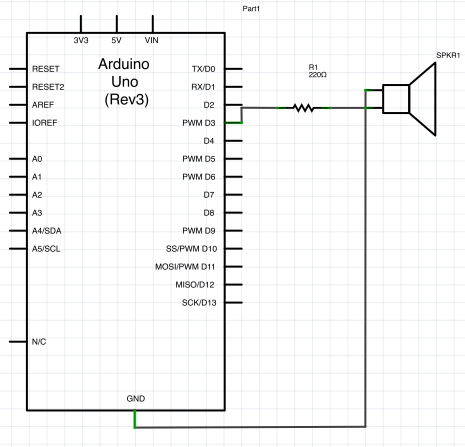 Part1
3V3 5V VIN
Arduino
Uno
(Rev3)
RESET
RESET2
AREF
IOREF
A0
A1
A2
A3
A4/SDA
A5/SCL
N/C
TX/D0
RX/D1
D2
PWM D3
D4
PWM D5
PWM D6
D7
D8
PWM D9
SS/PWM D10
MOSI/PWM D11
MISO/D12
SCK/D13
GND
R1
220Ω
SPKR1